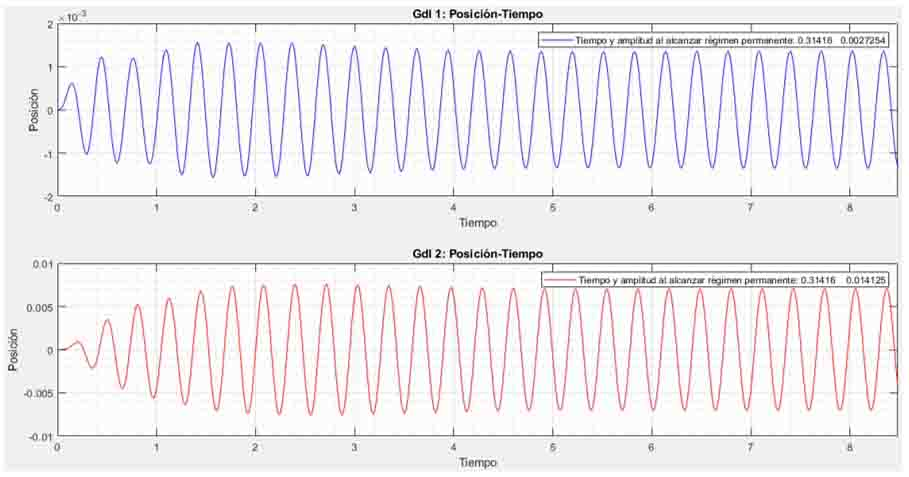 Gdl 1: Posición-Tiempo
×10⁻³
Tiempo y amplitud al alcanzar régimen permanente: 0.31416 0.0027254
2
1
0
-1
-2
Posición
0 1 2 3 4 5 6 7 8
Tiempo
Gdl 2: Posición-Tiempo
Tiempo y amplitud al alcanzar régimen permanente: 0.31416 0.014125
0.01
0.005
0
-0.005
-0.01
Posición
0 1 2 3 4 5 6 7 8
Tiempo